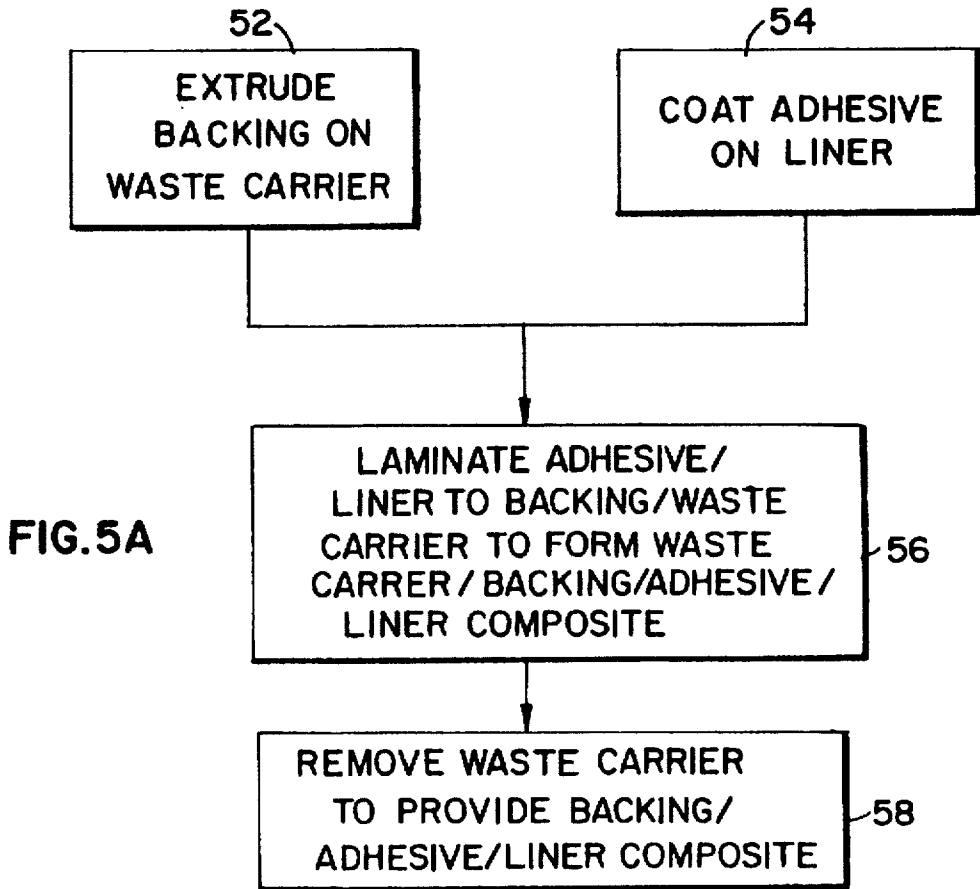 52
EXTRUDE
BACKING ON
WASTE CARRIER
54
COAT ADHESIVE
ON LINER
LAMINATE ADHESIVE/
LINER TO BACKING/WASTE
CARRIER TO FORM WASTE
CARRER/BACKING/ADHESIVE/
LINER COMPOSITE
56
FIG.5A
REMOVE WASTE CARRIER
TO PROVIDE BACKING/
ADHESIVE/LINER COMPOSITE
58